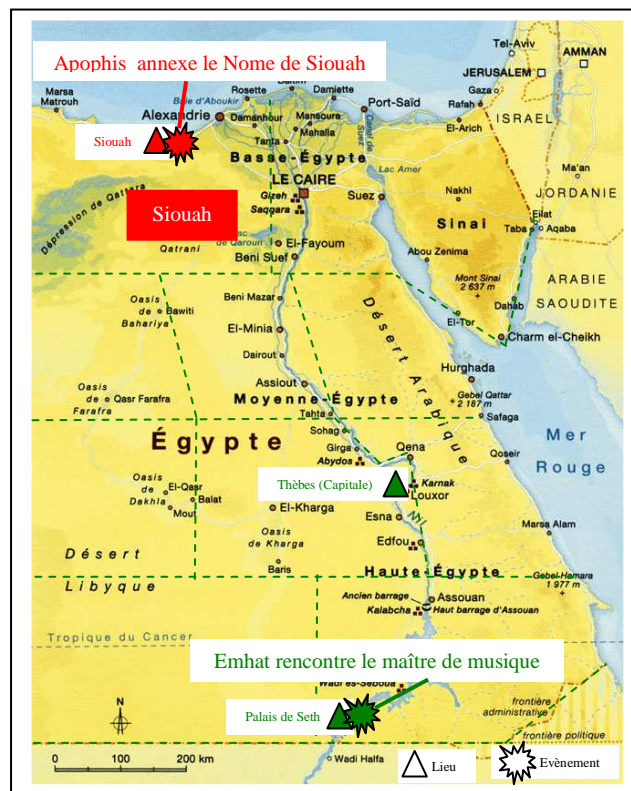 Apophis annexe le Nome de Siouah
Tel-Aviv
AMMAN
JERUSALEM
Gaza
Marsa
Matrouh
Rosette
Damiette
Baie d'Aboukir
Port-Saïd
Rafah
Alexandrie
Damanhour
Mansoura
El-Arich
ISRAËL
Siouah
Mahalla
Tanta
Canal de Suez
Basse-Égypte
Lac Amer
Ma'an
LE CAIRE
JORDANIE
Dépression de Qattara
Gizeh
Suez
Nakhl
Siouah
Saqqara
Sinaï
Eilat
Taba
Aqaba
Lac
de Qaroun
Qatrani
El-Fayoum
Abou Zenima
Beni Suef
Mont Sinaï
2 637 m
ARABIE
SAOUDITE
Dahab
Oasis
de
Bahariya
Bawiti
Beni Mazar
El-Tor
Désert Arabique
El-Minia
Charm el-Cheikh
Dairout
Hurghada
Oasis
de
Farafra
Qasr Farafra
Assiout
Gebel Qattar
2 187 m
Moyenne-Égypte
Tahta
Safaga
Sohag
Égypte
Mer
Rouge
Girga
Qena
Abydos
Qoseir
Oasis
de
Dakhla
El-Qasr
Balat
Mout
Thèbes (Capitale)
Karnak
Louxor
El-Kharga
Esna
Marsa Alam
Oasis
de Kharga
Edfou
Désert
Libyque
Baris
Haute-Égypte
Gebel Hamara
1 977 m
Ancien barrage
Assouan
Kalabcha
Haut barrage d'Assouan
Tropique du Cancer
Emhat rencontre le maître de musique
Wadi es-Seboua
N
Palais de Seth
frontière
administrative
frontière
politique
0 100 200 km
Wadi Halfa
Lieu
Evènement